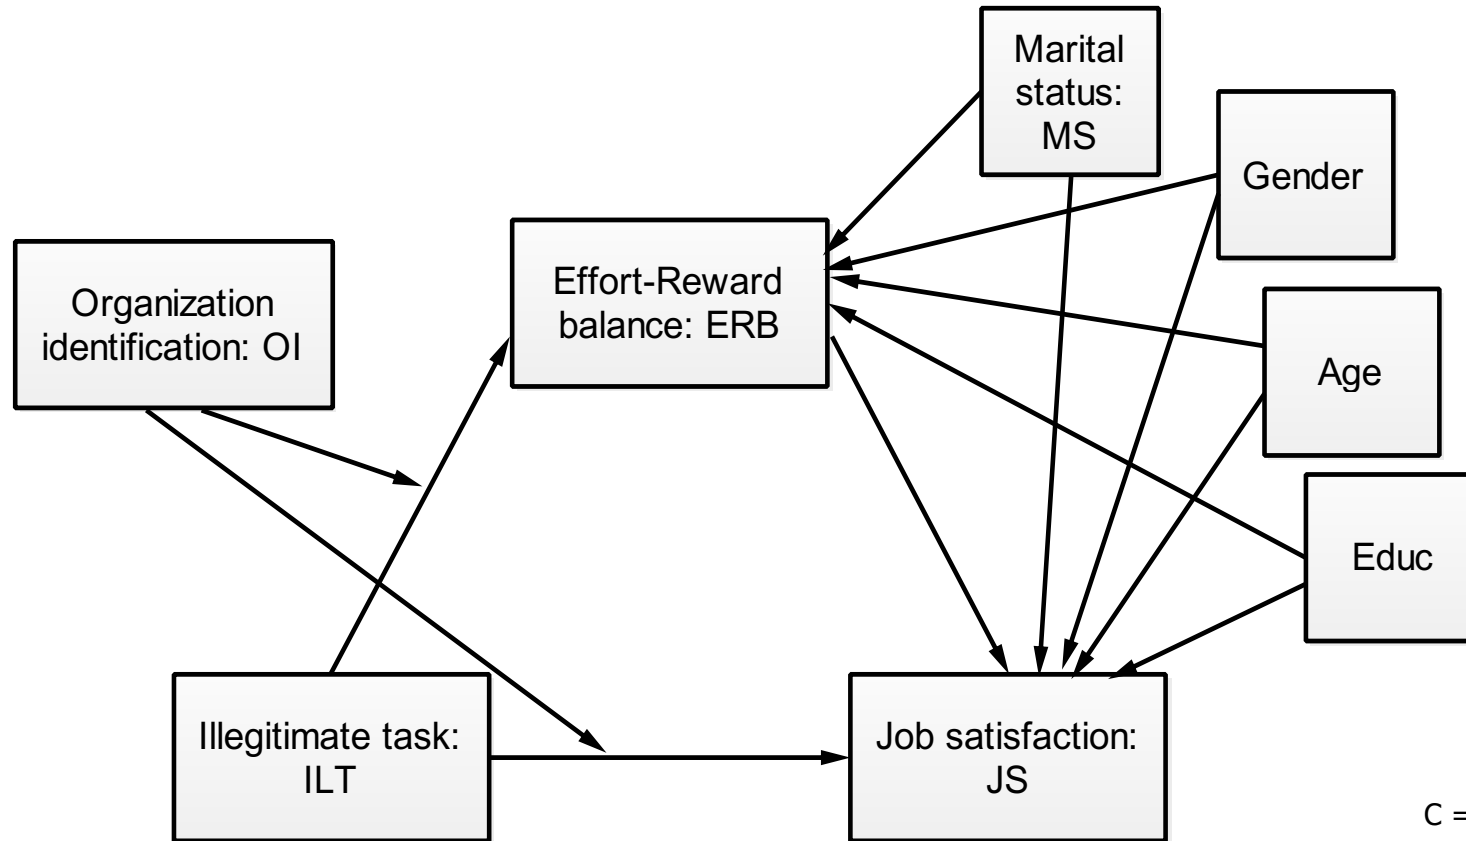 Marital
status:
MS
Gender
Organization
identification: OI
Effort-Reward
balance: ERB
Age
Educ
Illegitimate task:
ILT
Job satisfaction:
JS
C =